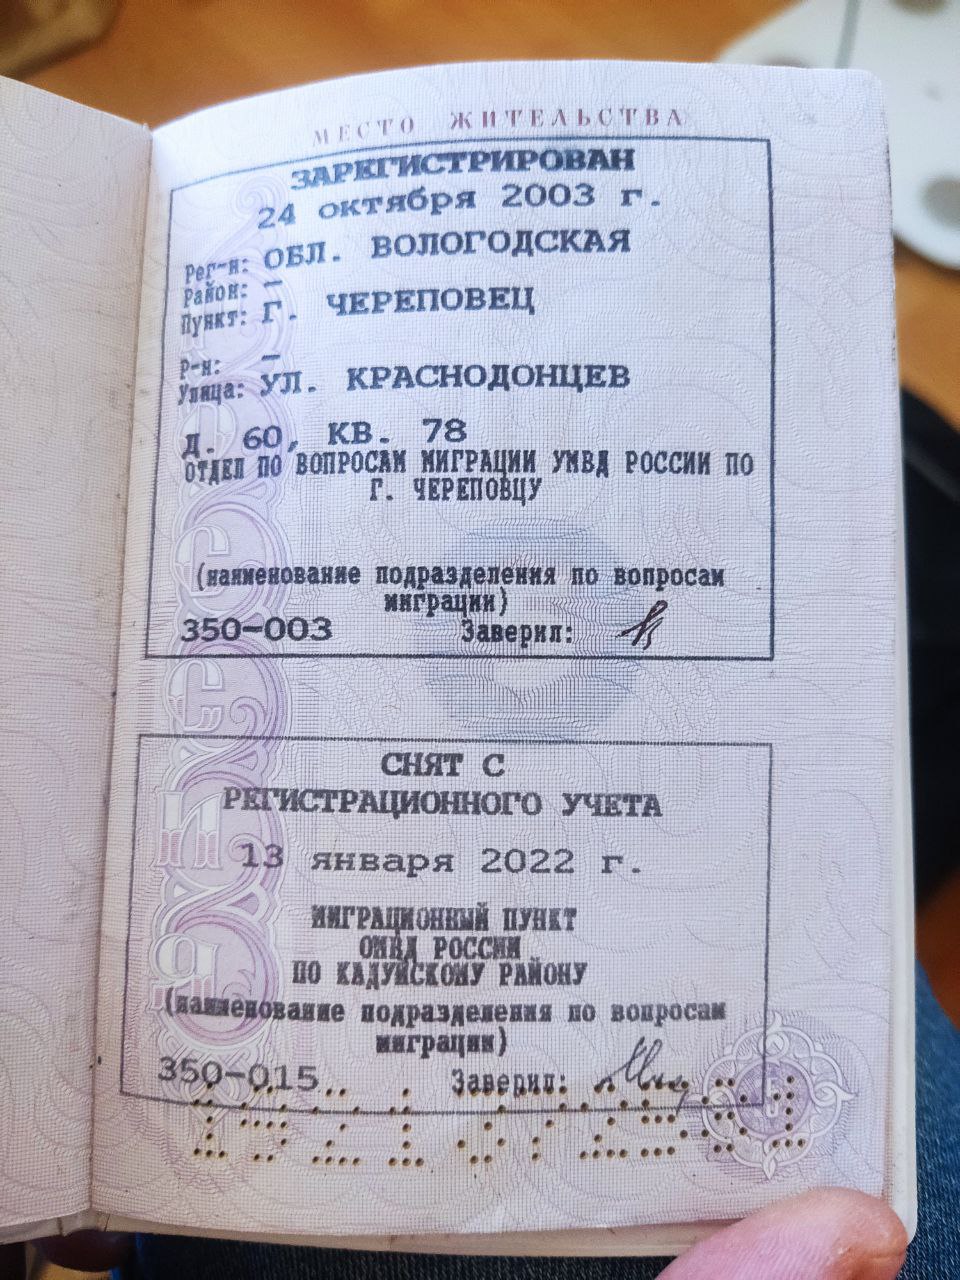 МЕСТО ЖИТЕЛЬСТВА
ЗАРЕГИСТРИРОВАН
24 октября 2003 г.
Рег-н: ОБЛ. ВОЛОГОДСКАЯ
Район: –
Пункт: Г. ЧЕРЕПОВЕЦ
Р-н: –
Улица: УЛ. КРАСНОДОНЦЕВ
Д. 60, КВ. 78
ОТДЕЛ ПО ВОПРОСАМ МИГРАЦИИ УМВД РОССИИ ПО
Г. ЧЕРЕПОВЦУ
(наименование подразделения по вопросам
миграции)
350-003 Заверил:
СНЯТ С
РЕГИСТРАЦИОННОГО УЧЕТА
13 января 2022 г.
МИГРАЦИОННЫЙ ПУНКТ
ОМВД РОССИИ
ПО КАДУЙСКОМУ РАЙОНУ
(наименование подразделения по вопросам
миграции)
350-015 Заверил: